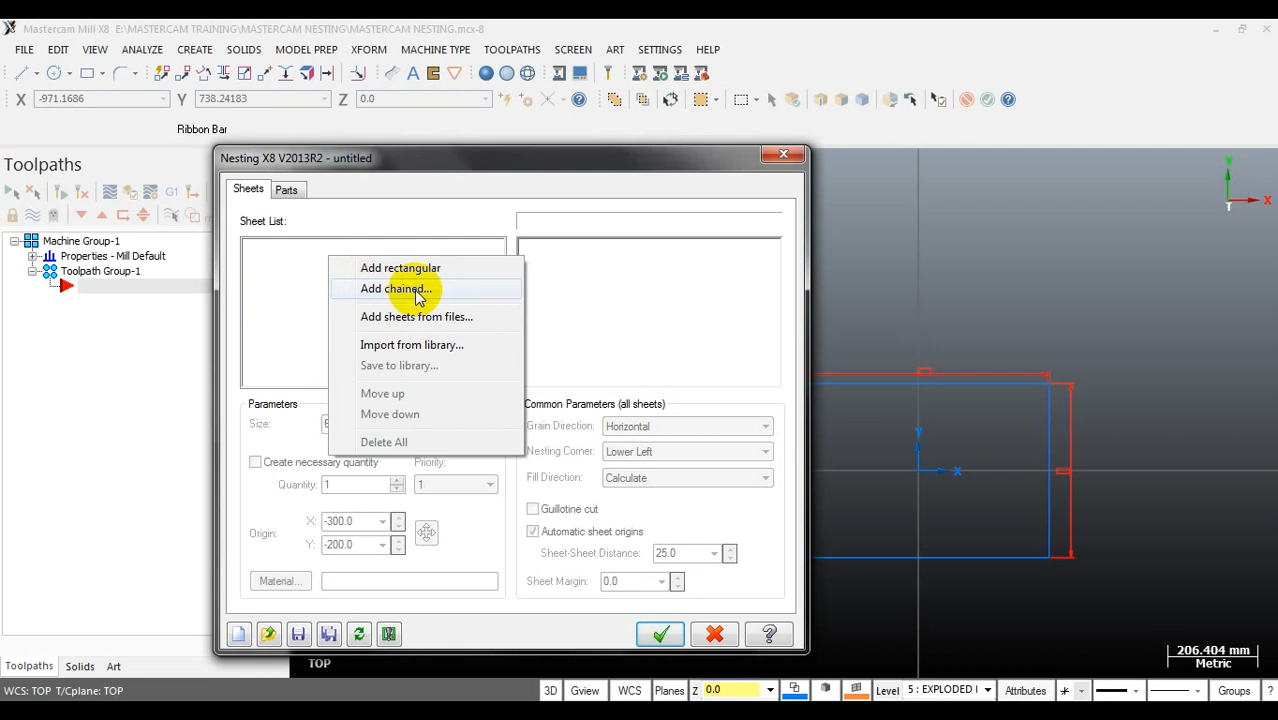 Mastercam Mill X8 E:\MASTERCAM TRAINING\MASTERCAM NESTING\MASTERCAM NESTING.mcx-8
FILE EDIT VIEW ANALYZE CREATE SOLIDS MODEL PREP XFORM MACHINE TYPE TOOLPATHS SCREEN ART SETTINGS HELP
X -971.1686 Y 738.24183 Z 0.0
Ribbon Bar
Toolpaths
G1
Machine Group-1
Properties - Mill Default
Toolpath Group-1
Nesting X8 V2013R2 - untitled
Sheets Parts
Sheet List:
Add rectangular
Add chained...
Add sheets from files...
Import from library...
Save to library...
Move up
Move down
Delete All
Parameters
Size: 6
Create necessary quantity Priority:
Quantity: 1 1
Origin: X: -300.0
Y: -200.0
Material...
Common Parameters (all sheets)
Grain Direction: Horizontal
Nesting Corner: Lower Left
Fill Direction: Calculate
Guillotine cut
Automatic sheet origins
Sheet-Sheet Distance: 25.0
Sheet Margin: 0.0
Y
X
T
Y
X
206.404 mm
Metric
TOP
Toolpaths Solids Art
WCS: TOP T/Cplane: TOP 3D Gview WCS Planes Z 0.0 Level 5 : EXPLODED I Attributes Groups ?